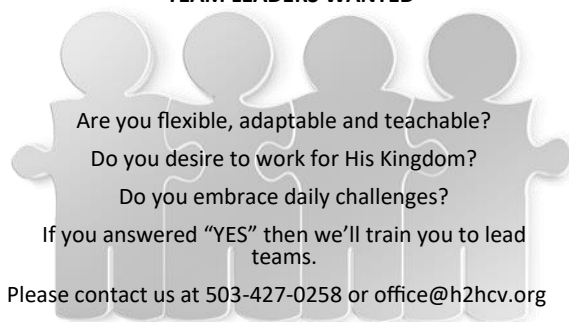 TEAM LEADERS WANTED
Are you flexible, adaptable and teachable?
Do you desire to work for His Kingdom?
Do you embrace daily challenges?
If you answered “YES” then we’ll train you to lead
teams.
Please contact us at 503-427-0258 or office@h2hcv.org